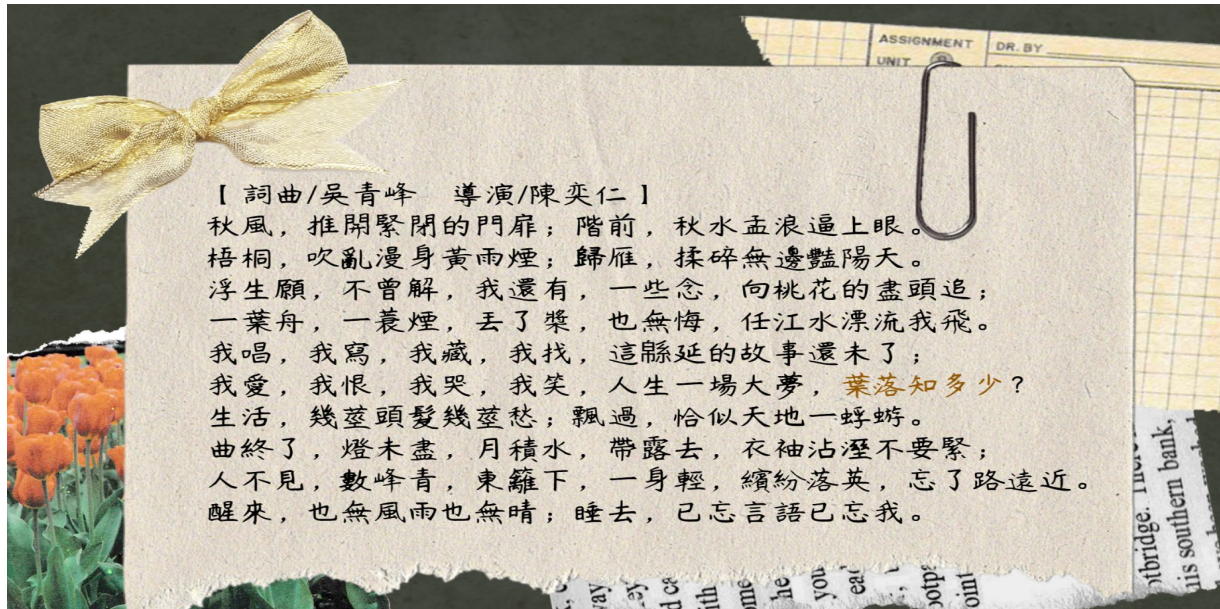 ASSIGNMENT
DR. BY
UNIT
【詞曲/吳青峰　導演/陳奕仁】
秋風，推開緊閉的門扉；階前，秋水孟浪逼上眼。
梧桐，吹亂漫身黃雨煙；歸雁，揉碎無邊豔陽天。
浮生願，不曾解，我還有，一些念，向桃花的盡頭追；
一葉舟，一蓑煙，丟了槳，也無悔，任江水漂流我飛。
我唱，我寫，我藏，我找，這緜延的故事還未了；
我愛，我恨，我哭，我笑，人生一場大夢，葉落知多少？
生活，幾莖頭髮幾莖愁；飄過，恰似天地一蜉蝣。
曲終了，燈未盡，月積水，帶露去，衣袖沾溼不要緊；
人不見，數峰青，東籬下，一身輕，繽紛落英，忘了路遠近。
醒來，也無風雨也無晴；睡去，已忘言語已忘我。
otbridge.
his southern bank,